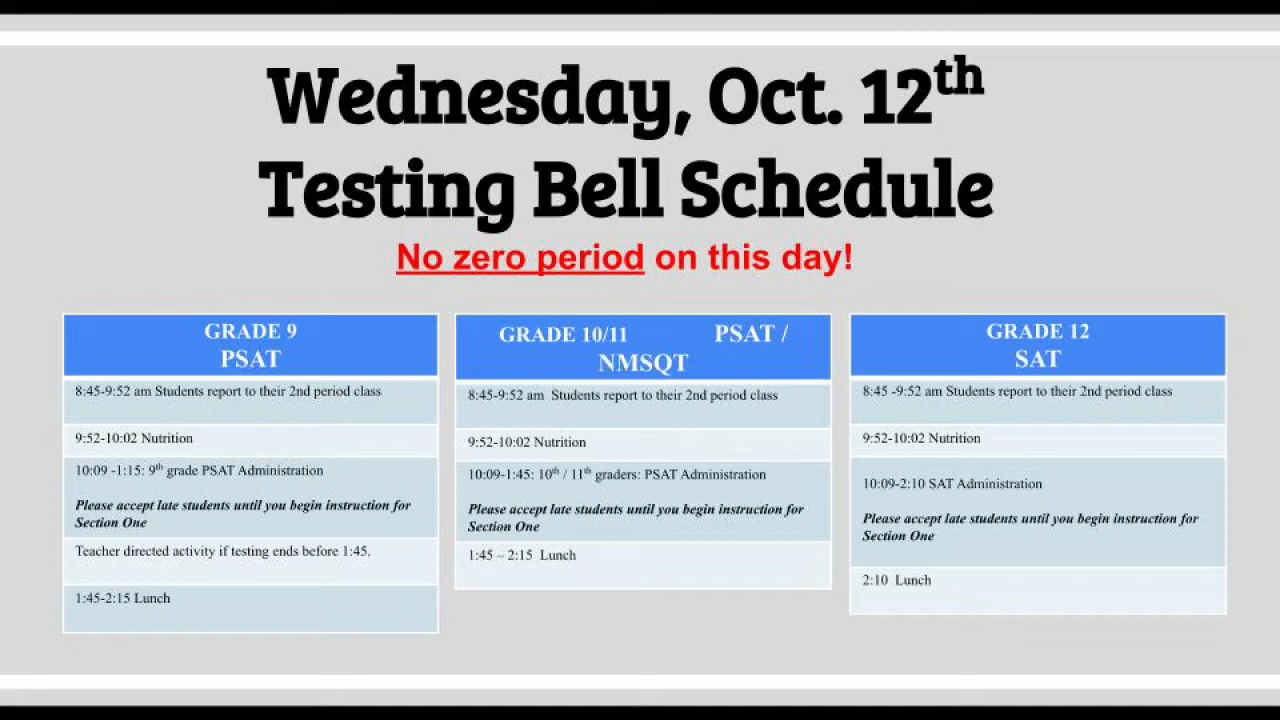 Wednesday, Oct. 12th
Testing Bell Schedule
No zero period on this day!
GRADE 9
PSAT
8:45-9:52 am Students report to their 2nd period class
9:52-10:02 Nutrition
10:09 -1:15: 9th grade PSAT Administration
Please accept late students until you begin instruction for
Section One
Teacher directed activity if testing ends before 1:45.
1:45-2:15 Lunch
GRADE 10/11 PSAT /
NMSQT
8:45-9:52 am Students report to their 2nd period class
9:52-10:02 Nutrition
10:09-1:45: 10th / 11th graders: PSAT Administration
Please accept late students until you begin instruction for
Section One
1:45 – 2:15 Lunch
GRADE 12
SAT
8:45 -9:52 am Students report to their 2nd period class
9:52-10:02 Nutrition
10:09-2:10 SAT Administration
Please accept late students until you begin instruction for
Section One
2:10 Lunch